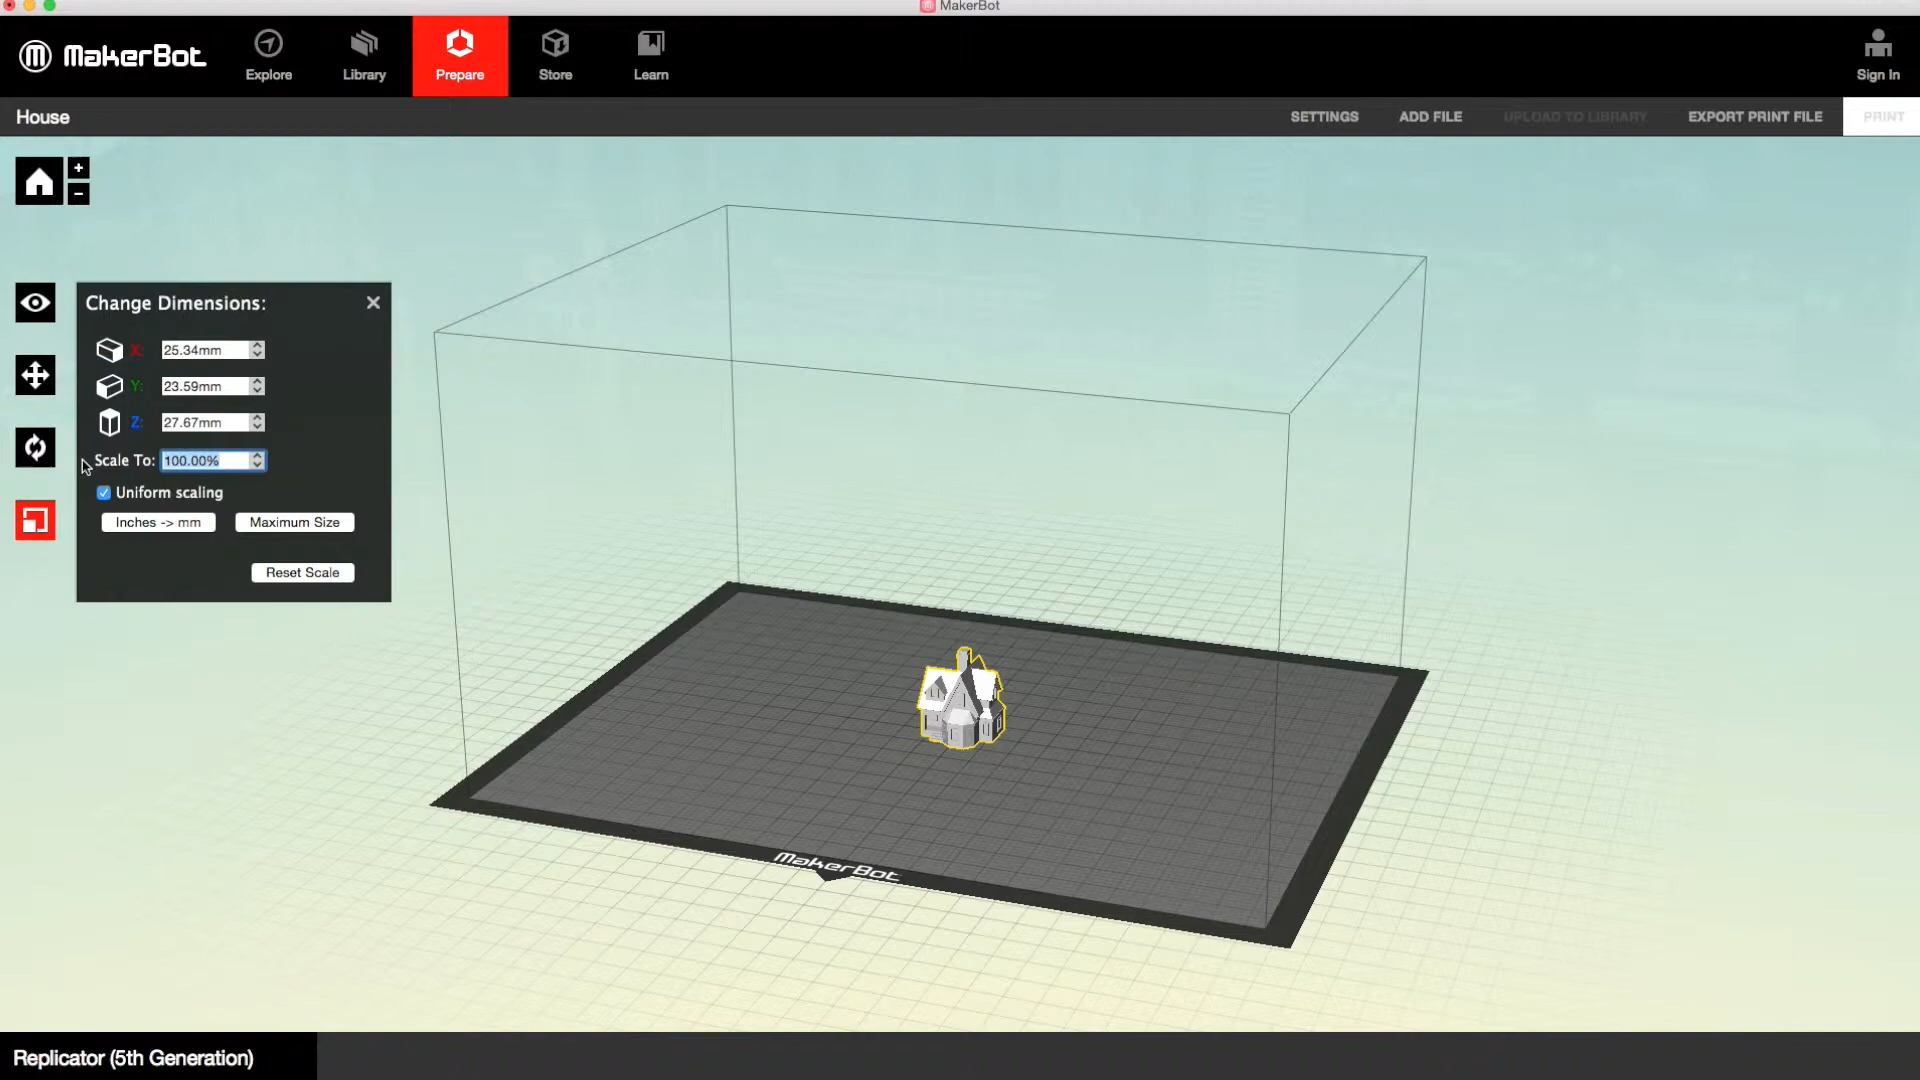 MakerBot
MakerBot
Explore
Library
Prepare
Store
Learn
Sign In
House
SETTINGS
ADD FILE
UPLOAD TO LIBRARY
EXPORT PRINT FILE
PRINT
+
-
Change Dimensions:
X: 25.34mm
Y: 23.59mm
Z: 27.67mm
Scale To: 100.00%
Uniform scaling
Inches -> mm
Maximum Size
Reset Scale
MakerBot
Replicator (5th Generation)